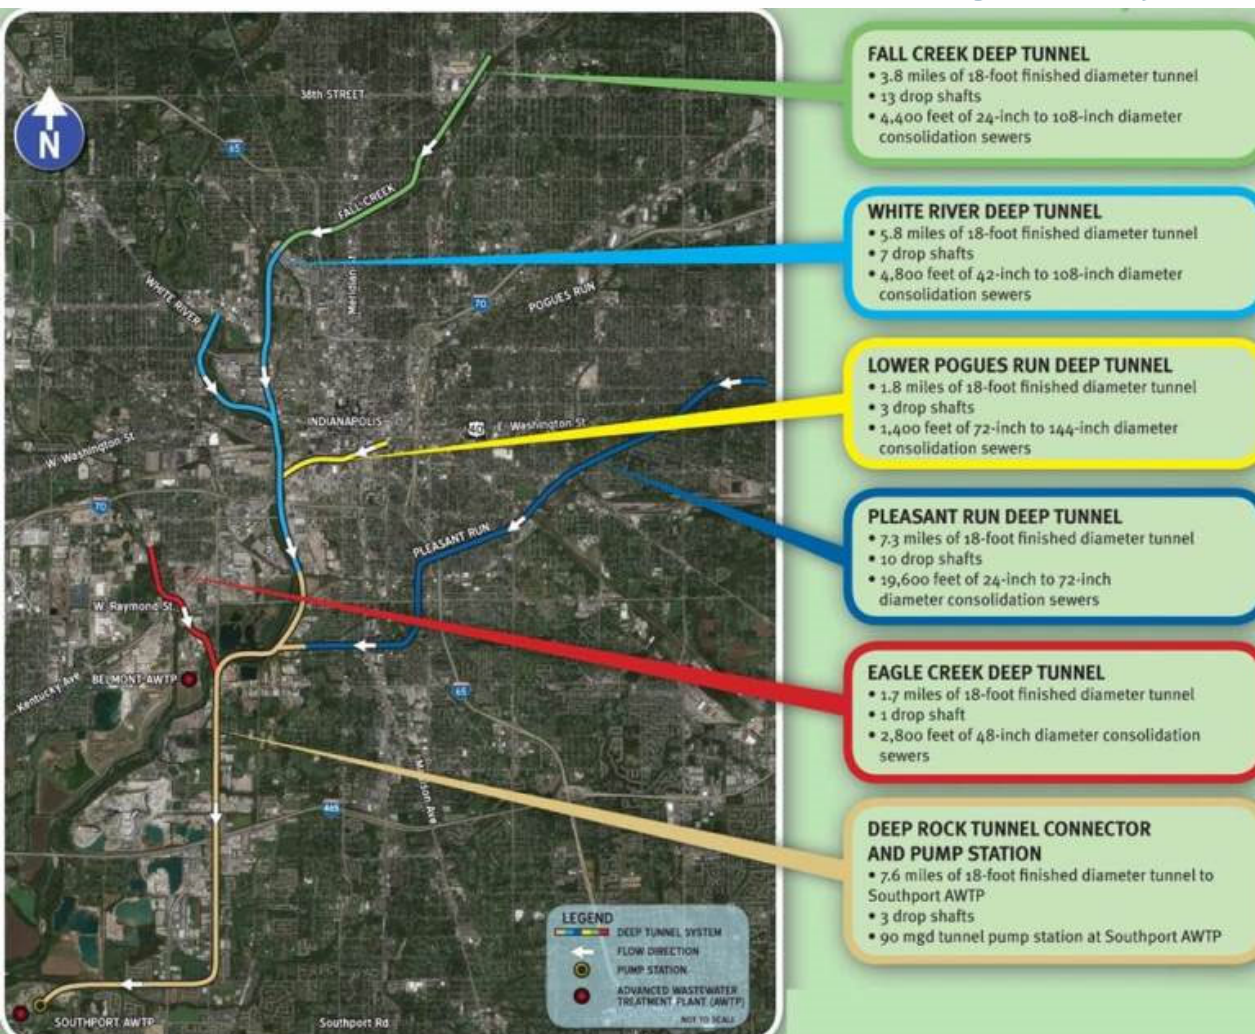 FALL CREEK DEEP TUNNEL
• 3.8 miles of 18-foot finished diameter tunnel
• 13 drop shafts
• 4,400 feet of 24-inch to 108-inch diameter
consolidation sewers
WHITE RIVER DEEP TUNNEL
• 5.8 miles of 18-foot finished diameter tunnel
• 7 drop shafts
• 4,800 feet of 42-inch to 108-inch diameter
consolidation sewers
LOWER POGUES RUN DEEP TUNNEL
• 1.8 miles of 18-foot finished diameter tunnel
• 3 drop shafts
• 1,400 feet of 72-inch to 144-inch diameter
consolidation sewers
PLEASANT RUN DEEP TUNNEL
• 7.3 miles of 18-foot finished diameter tunnel
• 10 drop shafts
• 19,600 feet of 24-inch to 72-inch
diameter consolidation sewers
EAGLE CREEK DEEP TUNNEL
• 1.7 miles of 18-foot finished diameter tunnel
• 1 drop shaft
• 2,800 feet of 48-inch diameter consolidation
sewers
DEEP ROCK TUNNEL CONNECTOR
AND PUMP STATION
• 7.6 miles of 18-foot finished diameter tunnel to
Southport AWTP
• 3 drop shafts
• 90 mgd tunnel pump station at Southport AWTP
N
38th STREET
65
FALL CREEK
Meridian St
WHITE RIVER
POGUES RUN
70
INDIANAPOLIS
40
E. Washington St
W. Washington St
70
PLEASANT RUN
W. Raymond St.
BELMONT AWTP
Kentucky Ave
65
Madison Ave
465
LEGEND
DEEP TUNNEL SYSTEM
FLOW DIRECTION
PUMP STATION
ADVANCED WASTEWATER
TREATMENT PLANT (AWTP)
NOT TO SCALE
SOUTHPORT AWTP
Southport Rd